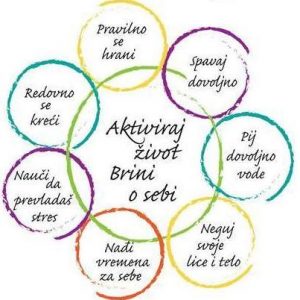 Pravilno
se
hrani
Spavaj
dovoljno
Pij
dovoljno
vode
Neguj
svoje
lice i telo
Nađi
vremena
za sebe
Nauči
da
prevladaš
stres
Redovno
se
kreći
Aktiviraj
život
Brini
o sebi